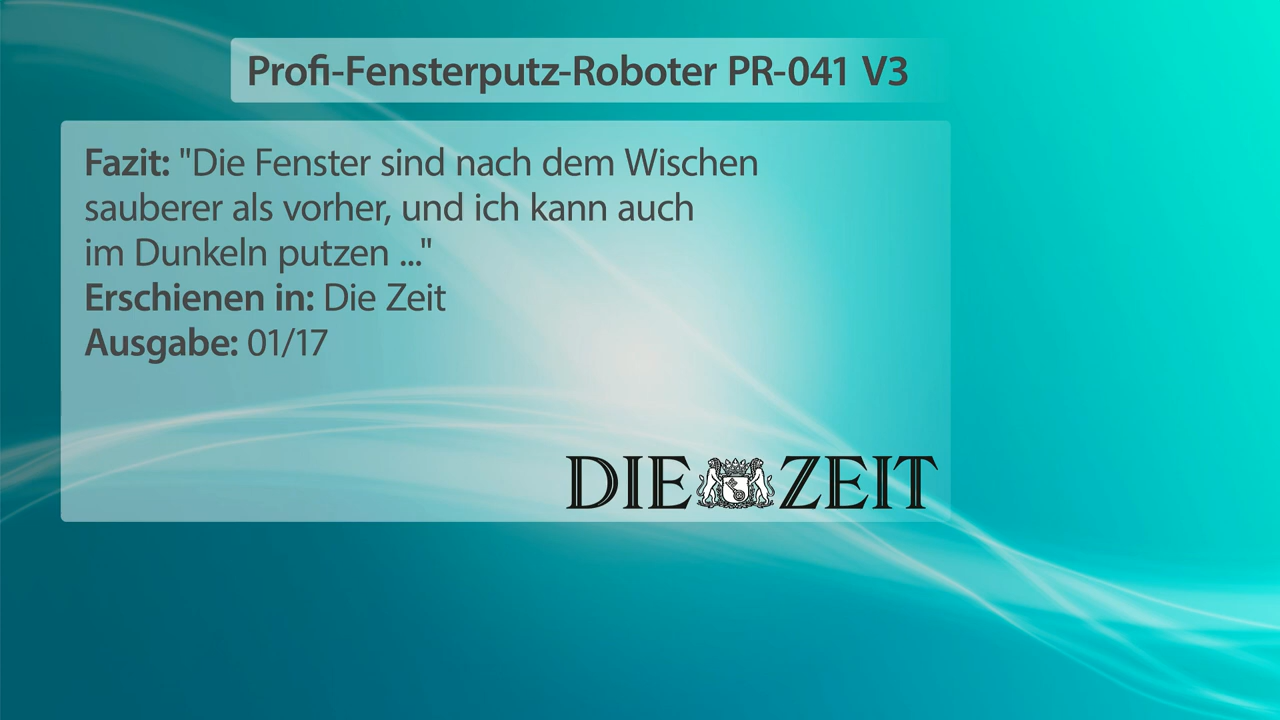 Profi-Fensterputz-Roboter PR-041 V3
Fazit: "Die Fenster sind nach dem Wischen
sauberer als vorher, und ich kann auch
im Dunkeln putzen ..."
Erschienen in: Die Zeit
Ausgabe: 01/17
DIE ZEIT